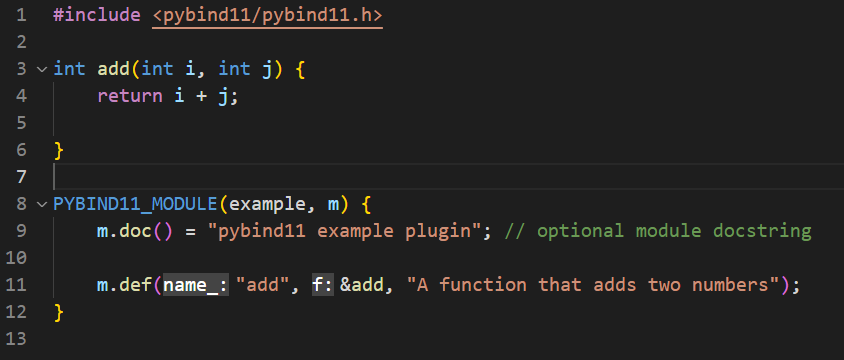 1 #include <pybind11/pybind11.h>
2
3 int add(int i, int j) {
4     return i + j;
5
6 }
7
8 PYBIND11_MODULE(example, m) {
9     m.doc() = "pybind11 example plugin"; // optional module docstring
10
11     m.def(name_: "add", f: &add, "A function that adds two numbers");
12 }
13